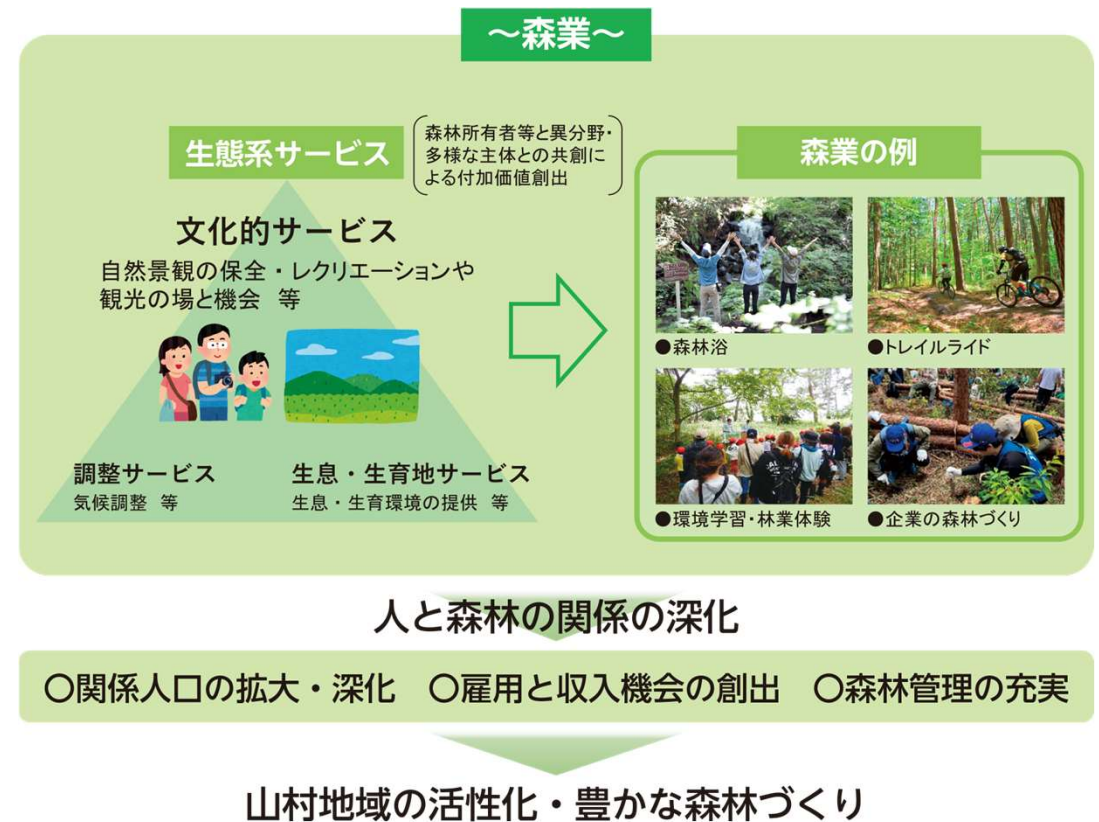 ～森業～
生態系サービス
森林所有者等と異分野・
多様な主体との共創に
よる付加価値創出
文化的サービス
自然景観の保全・レクリエーションや
観光の場と機会 等
調整サービス
気候調整 等
生息・生育地サービス
生息・生育環境の提供 等
森業の例
●森林浴
●トレイルライド
●環境学習・林業体験
●企業の森林づくり
人と森林の関係の深化
〇関係人口の拡大・深化 〇雇用と収入機会の創出 〇森林管理の充実
山村地域の活性化・豊かな森林づくり